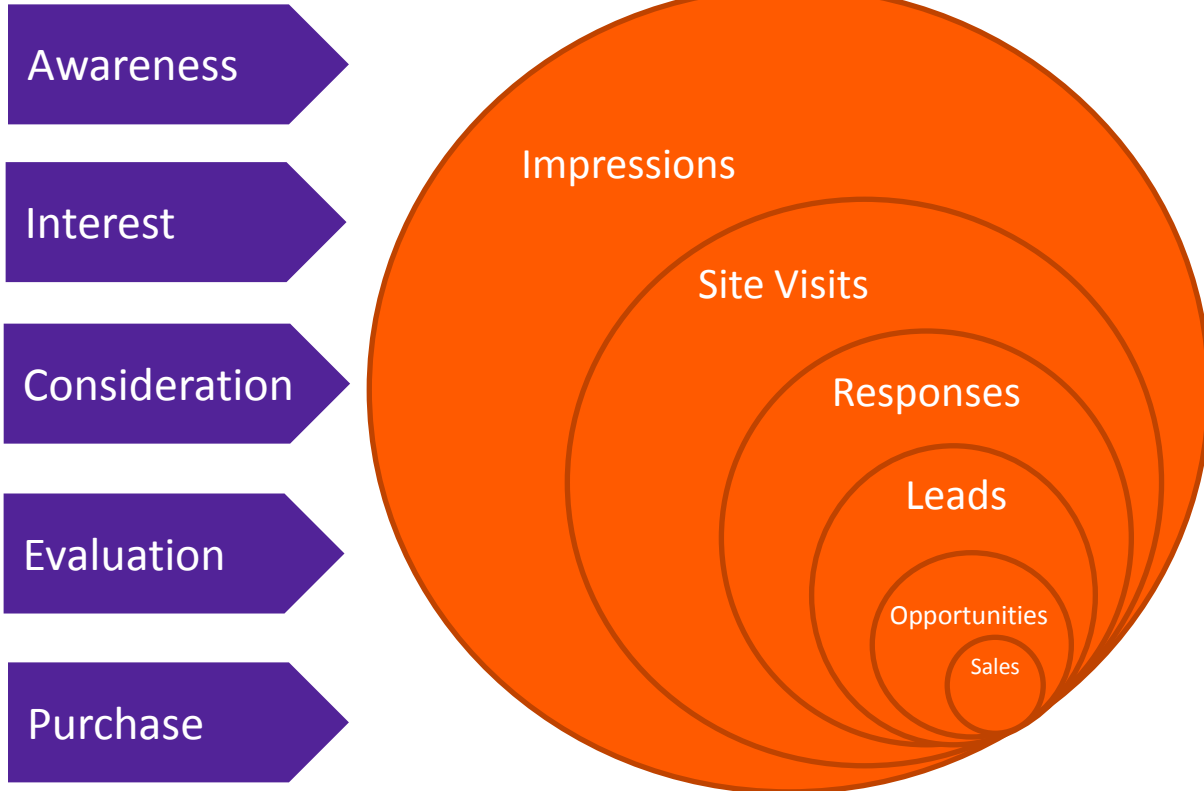 Awareness
Interest
Consideration
Evaluation
Purchase
Impressions
Site Visits
Responses
Leads
Opportunities
Sales